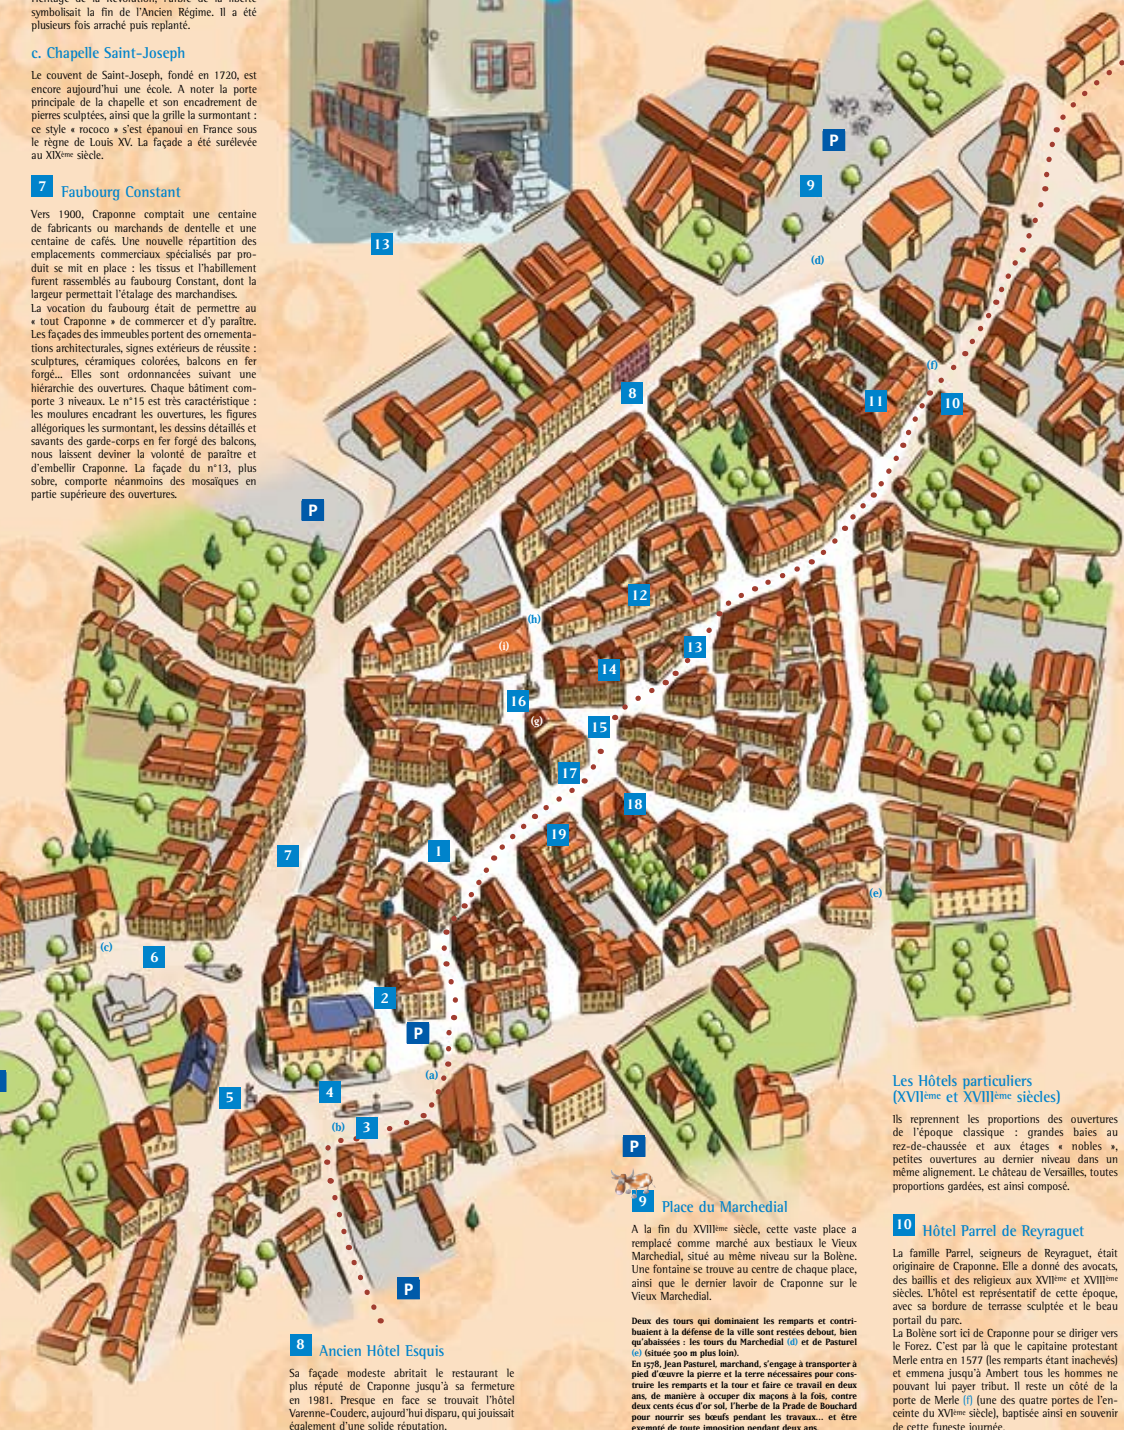 Héritage de la Révolution, l'arbre de la liberté
symbolisait la fin de l'Ancien Régime. Il a été
plusieurs fois arraché puis replanté.
c. Chapelle Saint-Joseph
Le couvent de Saint-Joseph, fondé en 1720, est
encore aujourd'hui une école. A noter la porte
principale de la chapelle et son encadrement de
pierres sculptées, ainsi que la grille la surmontant :
ce style « rococo » s'est épanoui en France sous
le règne de Louis XV. La façade a été surélevée
au XIXème siècle.
7 Faubourg Constant
Vers 1900, Craponne comptait une centaine
de fabricants ou marchands de dentelle et une
centaine de cafés. Une nouvelle répartition des
emplacements commerciaux spécialisés par pro-
duit se mit en place : les tissus et l'habillement
furent rassemblés au faubourg Constant, dont la
largeur permettait l'étalage des marchandises.
La vocation du faubourg était de permettre au
« tout Craponne » de commercer et d'y paraître.
Les façades des immeubles portent des ornementa-
tions architecturales, signes extérieurs de réussite :
sculptures, céramiques colorées, balcons en fer
forgé... Elles sont ordonnancées suivant une
hiérarchie des ouvertures. Chaque bâtiment com-
porte 3 niveaux. Le n°15 est très caractéristique :
les moulures encadrant les ouvertures, les figures
allégoriques les surmontant, les dessins détaillés et
savants des garde-corps en fer forgé des balcons,
nous laissent deviner la volonté de paraître et
d'embellir Craponne. La façade du n°13, plus
sobre, comporte néanmoins des mosaïques en
partie supérieure des ouvertures.
13
P
9
(d)
(f)
8
11
10
P
(h)
12
(i)
13
14
16
(g)
15
17
18
19
1
7
(e)
(c)
6
2
P
(a)
5
4
(b)
3
P
P
8 Ancien Hôtel Esquis
Sa façade modeste abritait le restaurant le
plus réputé de Craponne jusqu'à sa fermeture
en 1981. Presque en face se trouvait l'hôtel
Varenne-Couderc, aujourd'hui disparu, qui jouissait
également d'une solide réputation.
9 Place du Marchedial
A la fin du XVIIIème siècle, cette vaste place a
remplacé comme marché aux bestiaux le Vieux
Marchedial, situé au même niveau sur la Bolène.
Une fontaine se trouve au centre de chaque place,
ainsi que le dernier lavoir de Craponne sur le
Vieux Marchedial.
Deux des tours qui dominaient les remparts et contri-
buaient à la défense de la ville sont restées debout, bien
qu'abaissées : les tours du Marchedial (d) et de Pasturel
(e) (située 500 m plus loin).
En 1578, Jean Pasturel, marchand, s'engage à transporter à
pied d'œuvre la pierre et la terre nécessaires pour cons-
truire les remparts et la tour et faire ce travail en deux
ans, de manière à occuper dix maçons à la fois, contre
deux cents écus d'or sol, l'herbe de la Prade de Bouchard
pour nourrir ses bœufs pendant les travaux... et être
exempté de toute imposition pendant deux ans.
Les Hôtels particuliers
(XVIIème et XVIIIème siècles)
Ils reprennent les proportions des ouvertures
de l'époque classique : grandes baies au
rez-de-chaussée et aux étages « nobles »,
petites ouvertures au dernier niveau dans un
même alignement. Le château de Versailles, toutes
proportions gardées, est ainsi composé.
10 Hôtel Parrel de Reyraguet
La famille Parrel, seigneurs de Reyraguet, était
originaire de Craponne. Elle a donné des avocats,
des baillis et des religieux aux XVIIème et XVIIIème
siècles. L'hôtel est représentatif de cette époque,
avec sa bordure de terrasse sculptée et le beau
portail du parc.
La Bolène sort ici de Craponne pour se diriger vers
le Forez. C'est par là que le capitaine protestant
Merle entra en 1577 (les remparts étant inachevés)
et emmena jusqu'à Ambert tous les hommes ne
pouvant lui payer tribut. Il reste un côté de la
porte de Merle (f) (une des quatre portes de l'en-
ceinte du XVIème siècle), baptisée ainsi en souvenir
de cette funeste journée.